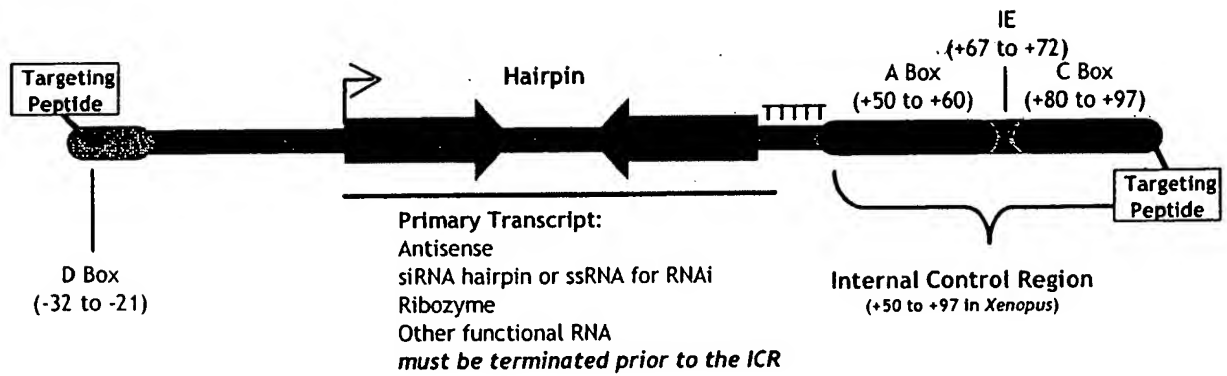 IE
(+67 to +72)
Targeting
Peptide
Hairpin
A Box
(+50 to +60)
C Box
(+80 to +97)
TTTTT
Targeting
Peptide
D Box
(-32 to -21)
Primary Transcript:
Antisense
siRNA hairpin or ssRNA for RNAi
Ribozyme
Other functional RNA
must be terminated prior to the ICR
Internal Control Region
(+50 to +97 in Xenopus)